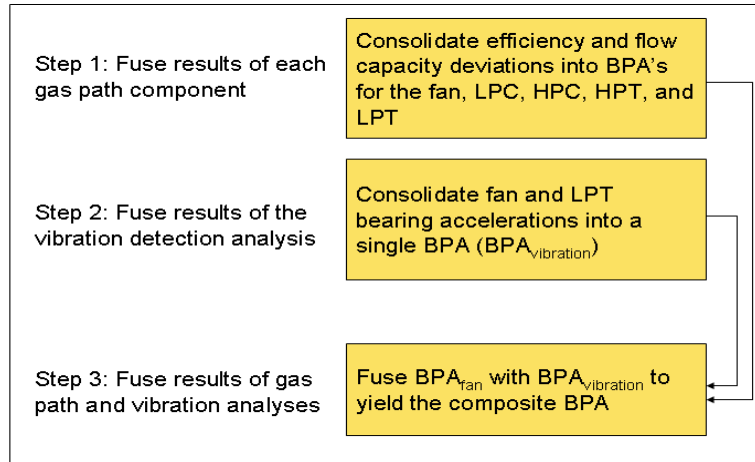 Step 1: Fuse results of each
gas path component
Consolidate efficiency and flow
capacity deviations into BPA's
for the fan, LPC, HPC, HPT, and
LPT
Step 2: Fuse results of the
vibration detection analysis
Consolidate fan and LPT
bearing accelerations into a
single BPA (BPAvibration)
Step 3: Fuse results of gas
path and vibration analyses
Fuse BPAfan with BPAvibration to
yield the composite BPA